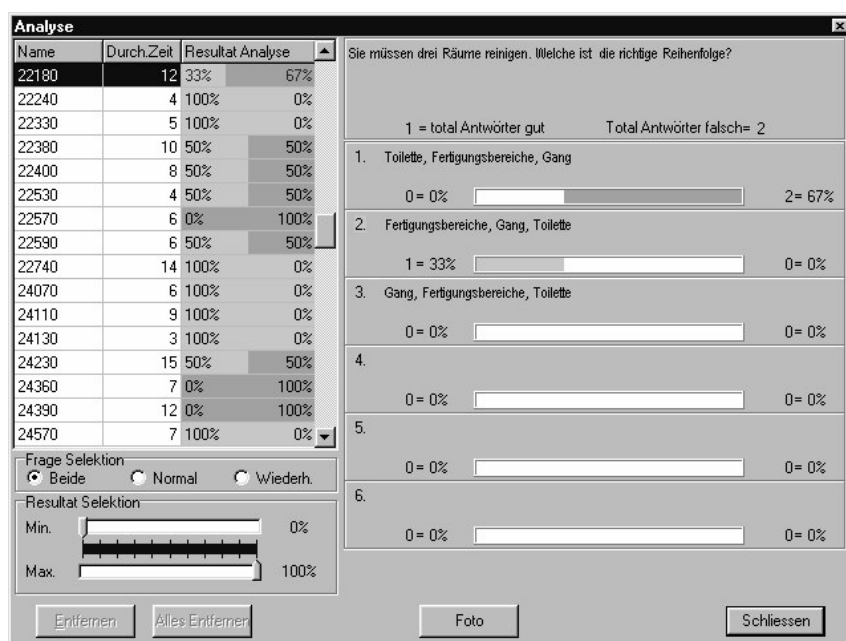 Analyse
Name Durch.Zeit Resultat Analyse
22180 12 33% 67%
22240 4 100% 0%
22330 5 100% 0%
22380 10 50% 50%
22400 8 50% 50%
22530 4 50% 50%
22570 6 0% 100%
22590 6 50% 50%
22740 14 100% 0%
24070 6 100% 0%
24110 9 100% 0%
24130 3 100% 0%
24230 15 50% 50%
24360 7 0% 100%
24390 12 0% 100%
24570 7 100% 0%
Frage Selektion
Beide Normal Wiederh.
Resultat Selektion
Min. 0%
Max. 100%
Entfernen Alles Entfernen
Sie müssen drei Räume reinigen. Welche ist die richtige Reihenfolge?
1 = total Antwörter gut Total Antwörter falsch= 2
1. Toilette, Fertigungsbereiche, Gang
0= 0% 2= 67%
2. Fertigungsbereiche, Gang, Toilette
1= 33% 0= 0%
3. Gang, Fertigungsbereiche, Toilette
0= 0% 0= 0%
4.
0= 0% 0= 0%
5.
0= 0% 0= 0%
6.
0= 0% 0= 0%
Foto Schliessen